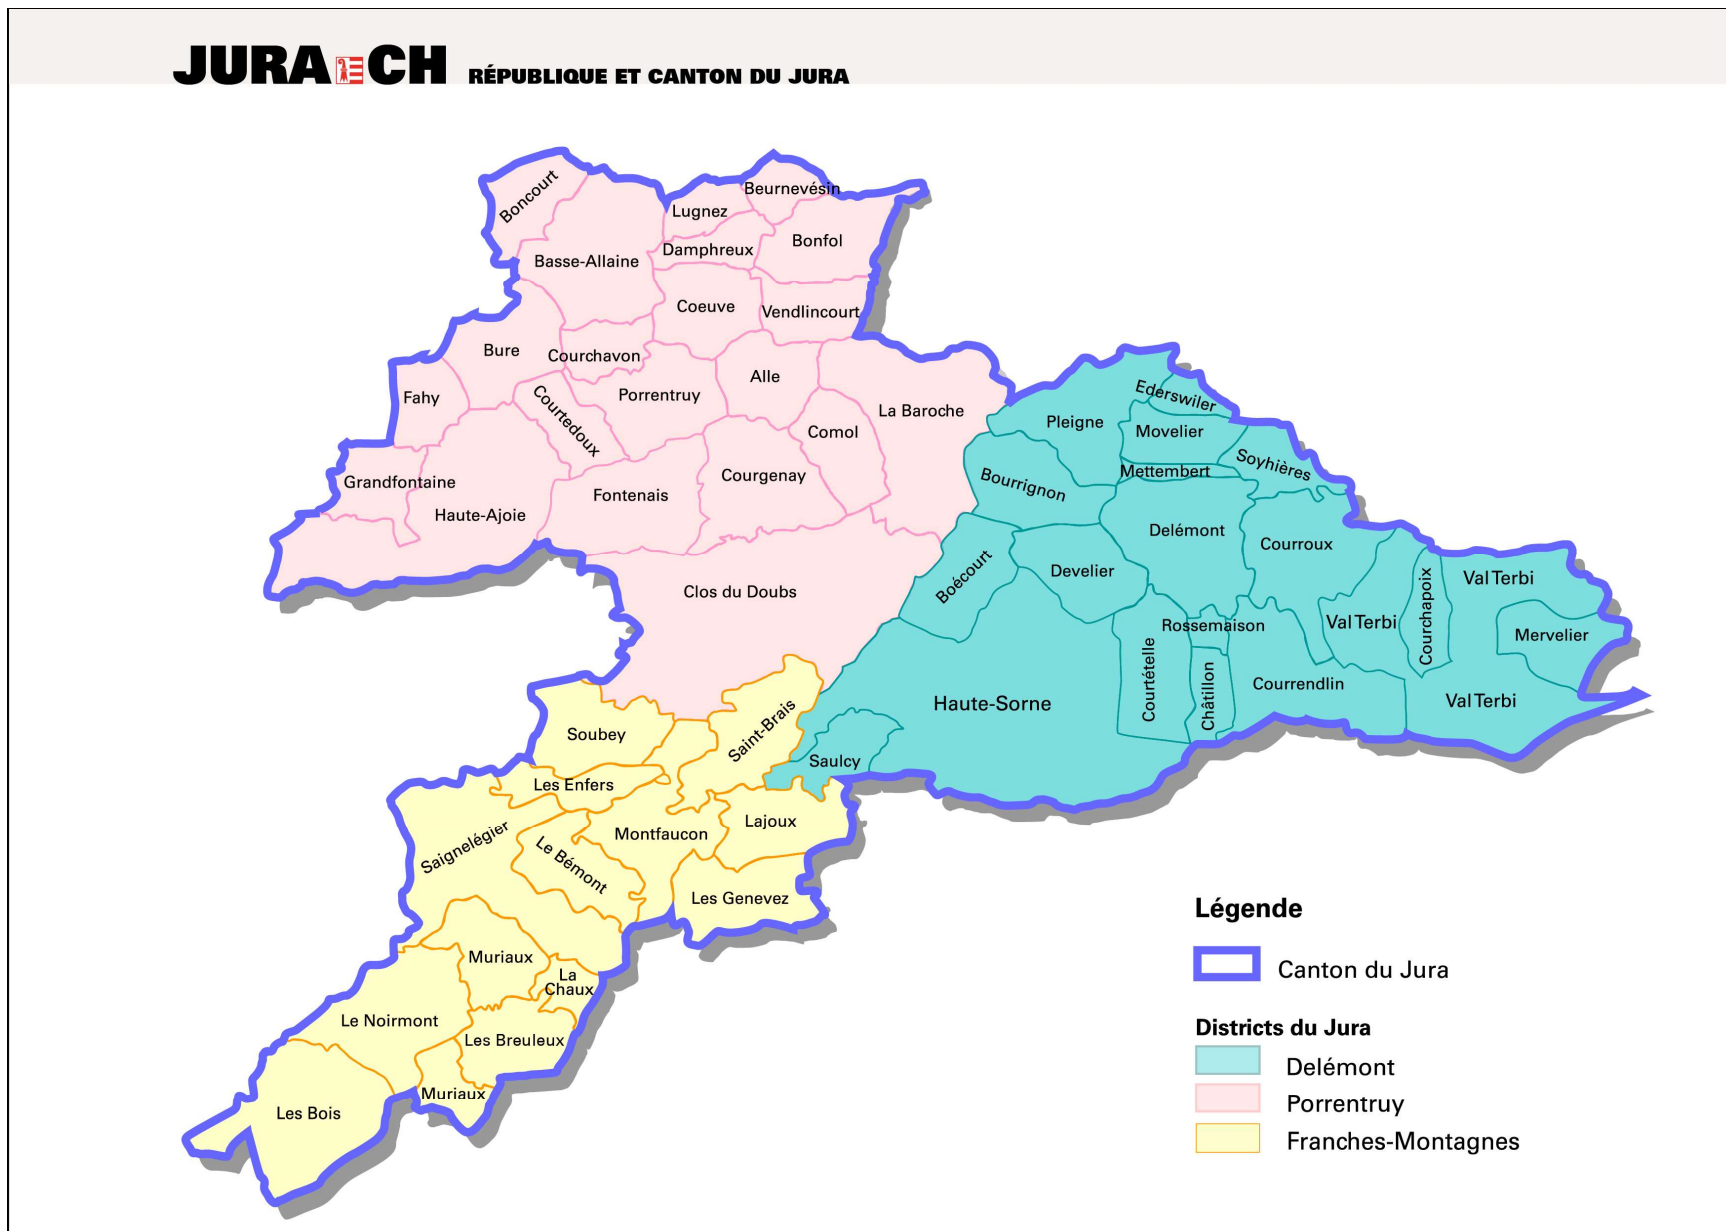 JURA CH RÉPUBLIQUE ET CANTON DU JURA
Boncourt
Beurnevésin
Lugnez
Bonfol
Damphreux
Basse-Allaine
Coeuve
Vendlincourt
Bure
Courchavon
Alle
Porrentruy
Fahy
Courtedoux
La Baroche
Comol
Courgenay
Grandfontaine
Fontenais
Haute-Ajoie
Clos du Doubs
Ederswiler
Pleigne
Movelier
Soyhières
Mettembert
Bourrignon
Delémont
Courroux
Boécourt
Develier
Courchapoix
Val Terbi
Val Terbi
Rossemaison
Mervelier
Courtételle
Châtillon
Courrendlin
Val Terbi
Haute-Sorne
Saulcy
Saint-Brais
Soubey
Les Enfers
Saignelégier
Le Bémont
Montfaucon
Lajoux
Les Genevez
Muriaux
La
Chaux
Le Noirmont
Les Breuleux
Muriaux
Les Bois
Légende
Canton du Jura
Districts du Jura
Delémont
Porrentruy
Franches-Montagnes